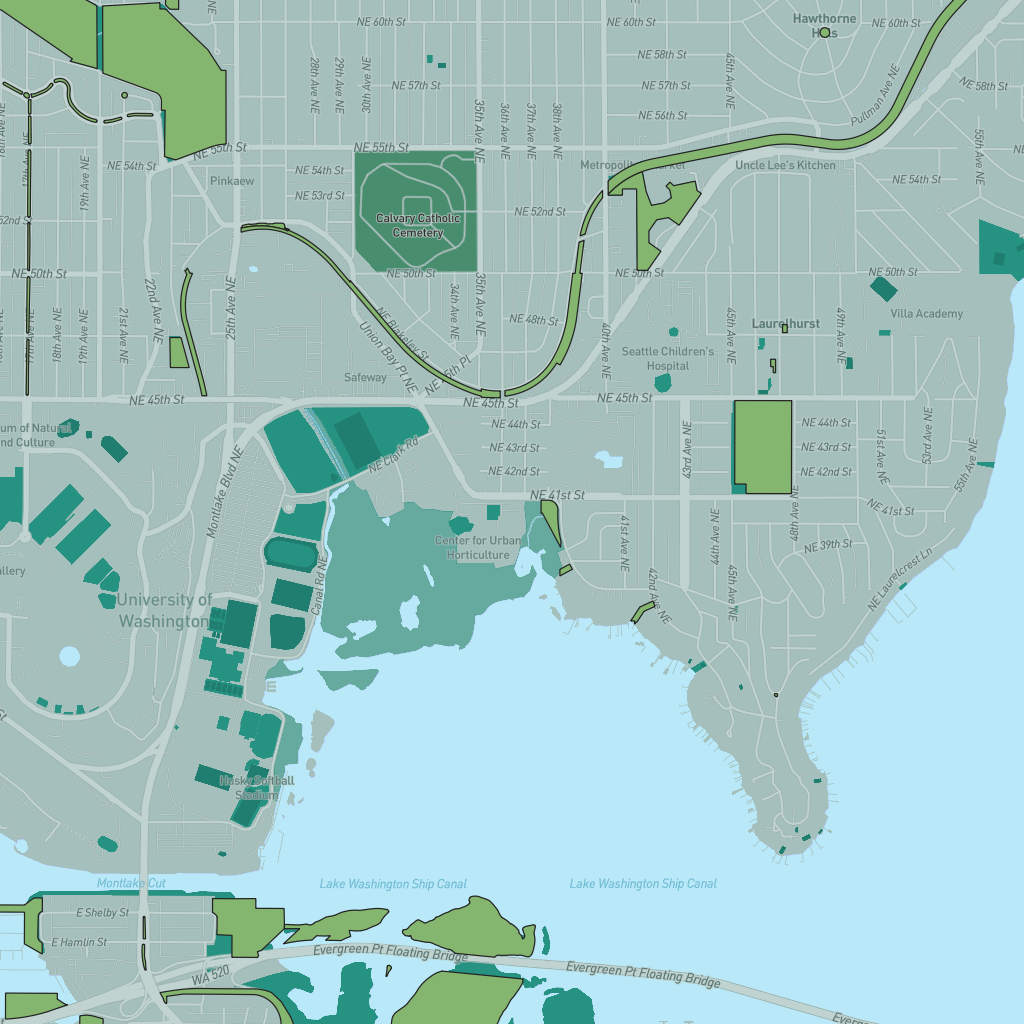 NE 60th St
NE 60th St
Hawthorne
Hills
NE 60th St
NE 58th St
28th Ave NE
29th Ave NE
30th Ave NE
NE 57th St
NE 57th St
45th Ave NE
Pullman Ave NE
NE 58th St
35th Ave NE
36th Ave NE
37th Ave NE
38th Ave NE
NE 56th St
55th Ave NE
17th Ave NE
NE 55th St
NE 55th St
NE 54th St
19th Ave NE
NE 54th St
Uncle Lee's Kitchen
Pinkaew
NE 53rd St
NE 54th St
NE 52nd St
Calvary Catholic
Cemetery
NE 50th St
NE 50th St
NE 50th St
NE 50th St
22nd Ave NE
25th Ave NE
34th Ave NE
35th Ave NE
NE 48th St
NE Blakeley St
Union Bay Pl NE
NE 45th Pl
40th Ave NE
17th Ave NE
18th Ave NE
19th Ave NE
21st Ave NE
45th Ave NE
Laurelhurst
49th Ave NE
Villa Academy
Seattle Children's
Hospital
Safeway
NE 45th St
NE 45th St
NE 45th St
NE 44th St
NE 44th St
NE 43rd St
NE 43rd St
NE 42nd St
NE 42nd St
NE Clark Rd
um of Natural
nd Culture
Montlake Blvd NE
43rd Ave NE
51st Ave NE
53rd Ave NE
55th Ave NE
NE 41st St
NE 41st St
48th Ave NE
44th Ave NE
41st Ave NE
Center for Urban
Horticulture
NE 39th St
NE Laurelcrest Ln
allery
Canal Rd NE
42nd Ave NE
45th Ave NE
University of
Washington
Husky Softball
Stadium
Montlake Cut
Lake Washington Ship Canal
Lake Washington Ship Canal
E Shelby St
E Hamlin St
Evergreen Pt Floating Bridge
WA 520
Evergreen Pt Floating Bridge